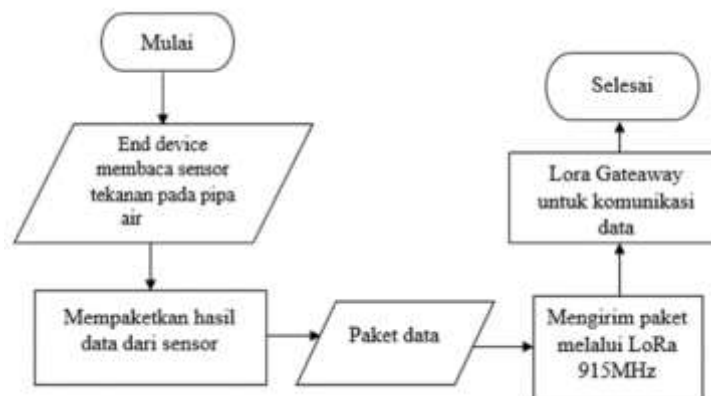 Mulai
End device
membaca sensor
tekanan pada pipa
air
Mempaketkan hasil
data dari sensor
Paket data
Mengirim paket
melalui LoRa
915MHz
Lora Gateaway
untuk komunikasi
data
Selesai